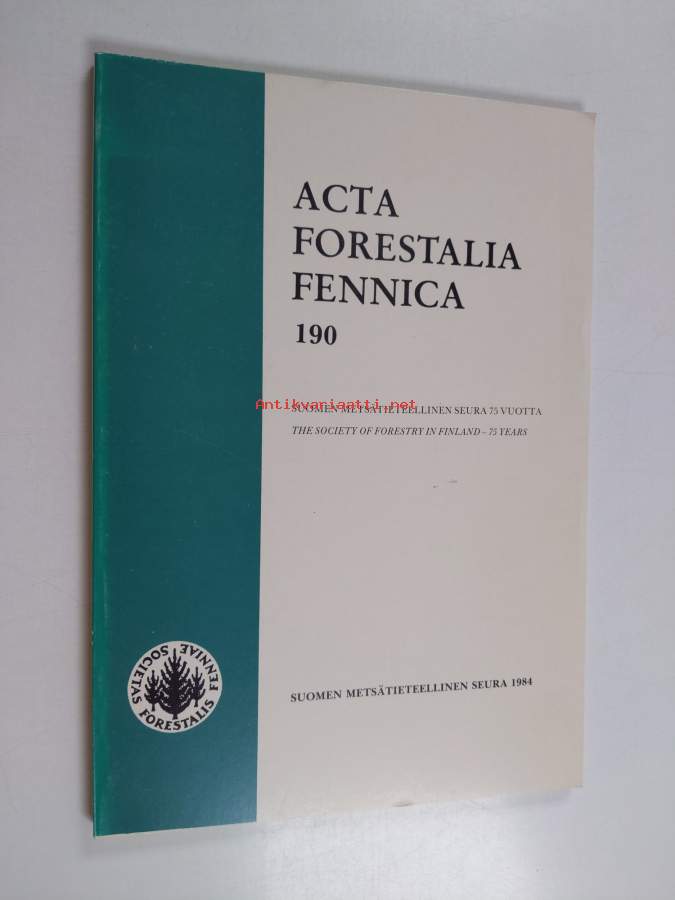 ACTA
FORESTALIA
FENNICA
190
Antikvariaatti.net
SUOMEN METSÄTIETEELLINEN SEURA 75 VUOTTA
THE SOCIETY OF FORESTRY IN FINLAND – 75 YEARS
SOCIETAS FORESTALIS FENNIAE
SUOMEN METSÄTIETEELLINEN SEURA 1984